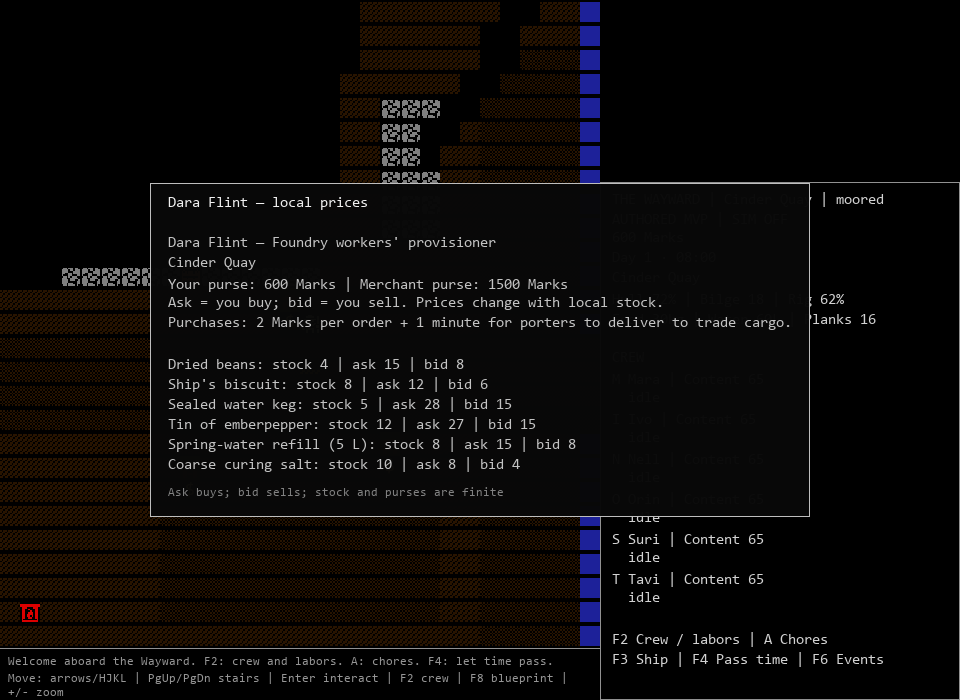 Dara Flint — local prices
Dara Flint — Foundry workers' provisioner
Cinder Quay
Your purse: 600 Marks | Merchant purse: 1500 Marks
Ask = you buy; bid = you sell. Prices change with local stock.
Purchases: 2 Marks per order + 1 minute for porters to deliver to trade cargo.
Dried beans: stock 4 | ask 15 | bid 8
Ship's biscuit: stock 8 | ask 12 | bid 6
Sealed water keg: stock 5 | ask 28 | bid 15
Tin of emberpepper: stock 12 | ask 27 | bid 15
Spring-water refill (5 L): stock 8 | ask 15 | bid 8
Coarse curing salt: stock 10 | ask 8 | bid 4
Ask buys; bid sells; stock and purses are finite
| moored
62%
Planks 16
idle
S Suri | Content 65
idle
T Tavi | Content 65
idle
F2 Crew / labors | A Chores
F3 Ship | F4 Pass time | F6 Events
Welcome aboard the Wayward. F2: crew and labors. A: chores. F4: let time pass.
Move: arrows/HJKL | PgUp/PgDn stairs | Enter interact | F2 crew | F8 blueprint |
+/- zoom